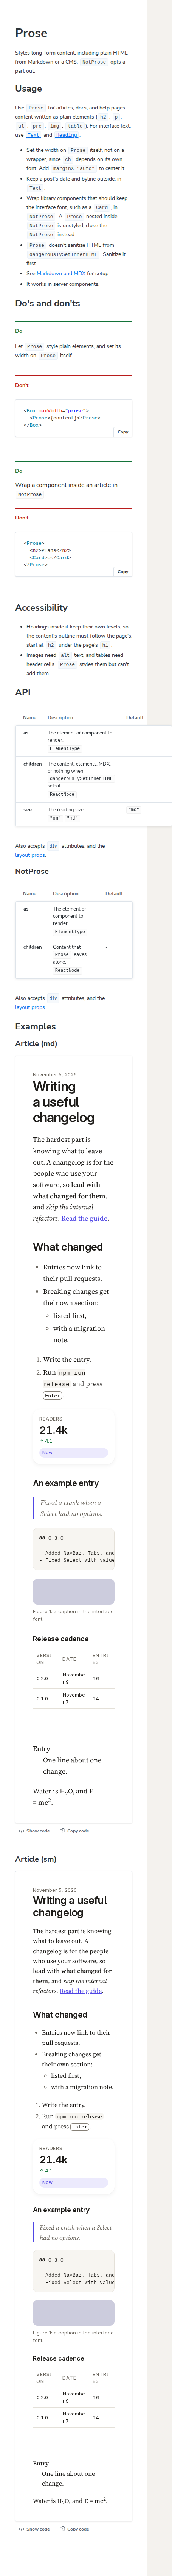 Prose
Styles long-form content, including plain HTML
from Markdown or a CMS. NotProse opts a
part out.
Usage
Use Prose for articles, docs, and help pages:
content written as plain elements ( h2 , p ,
ul , pre , img , table ). For interface text,
use Text and Heading .
Set the width on Prose itself, not on a
wrapper, since ch depends on its own
font. Add marginX="auto" to center it.
Keep a post's date and byline outside, in
Text .
Wrap library components that should keep
the interface font, such as a Card , in
NotProse . A Prose nested inside
NotProse is unstyled; close the
NotProse instead.
Prose doesn't sanitize HTML from
dangerouslySetInnerHTML . Sanitize it
first.
See Markdown and MDX for setup.
It works in server components.
Do's and don'ts
Do
Let Prose style plain elements, and set its
width on Prose itself.
Don't
<Box maxWidth="prose">
<Prose>{content}</Prose>
</Box>
Copy
Do
Wrap a component inside an article in
NotProse .
Don't
<Prose>
<h2>Plans</h2>
<Card>…</Card>
</Prose>
Copy
Accessibility
Headings inside it keep their own levels, so
the content's outline must follow the page's:
start at h2 under the page's h1 .
Images need alt text, and tables need
header cells. Prose styles them but can't
add them.
API
Name Description Default
as The element or component to -
render.
ElementType
children The content: elements, MDX, -
or nothing when
dangerouslySetInnerHTML
sets it.
ReactNode
size The reading size. "md"
"sm" "md"
Also accepts div attributes, and the
layout props.
NotProse
Name Description Default
as The element or -
component to
render.
ElementType
children Content that -
Prose leaves
alone.
ReactNode
Also accepts div attributes, and the
layout props.
Examples
Article (md)
November 5, 2026
Writing
a useful
changelog
The hardest part is
knowing what to leave
out. A changelog is for the
people who use your
software, so lead with
what changed for them,
and skip the internal
refactors. Read the guide.
What changed
Entries now link to
their pull requests.
Breaking changes get
their own section:
listed first,
with a migration
note.
1. Write the entry.
2. Run npm run
release and press
Enter.
READERS
21.4k
4.1
New
An example entry
Fixed a crash when a
Select had no options.
## 0.3.0
- Added NavBar, Tabs, and
- Fixed Select with value
Figure 1: a caption in the interface
font.
Release cadence
VERSI
ON DATE ENTRI
ES
0.2.0 Novembe
r 9 16
0.1.0 Novembe
r 7 14
Entry
One line about one
change.
Water is H2O, and E
= mc2.
Show code Copy code
Article (sm)
November 5, 2026
Writing a useful
changelog
The hardest part is knowing
what to leave out. A
changelog is for the people
who use your software, so
lead with what changed for
them, and skip the internal
refactors. Read the guide.
What changed
Entries now link to their
pull requests.
Breaking changes get
their own section:
listed first,
with a migration note.
1. Write the entry.
2. Run npm run release
and press Enter.
READERS
21.4k
4.1
New
An example entry
Fixed a crash when a Select
had no options.
## 0.3.0
- Added NavBar, Tabs, and
- Fixed Select with value
Figure 1: a caption in the interface
font.
Release cadence
VERSI
ON DATE ENTRI
ES
0.2.0 Novembe
r 9 16
0.1.0 Novembe
r 7 14
Entry
One line about one
change.
Water is H2O, and E = mc2.
Show code Copy code